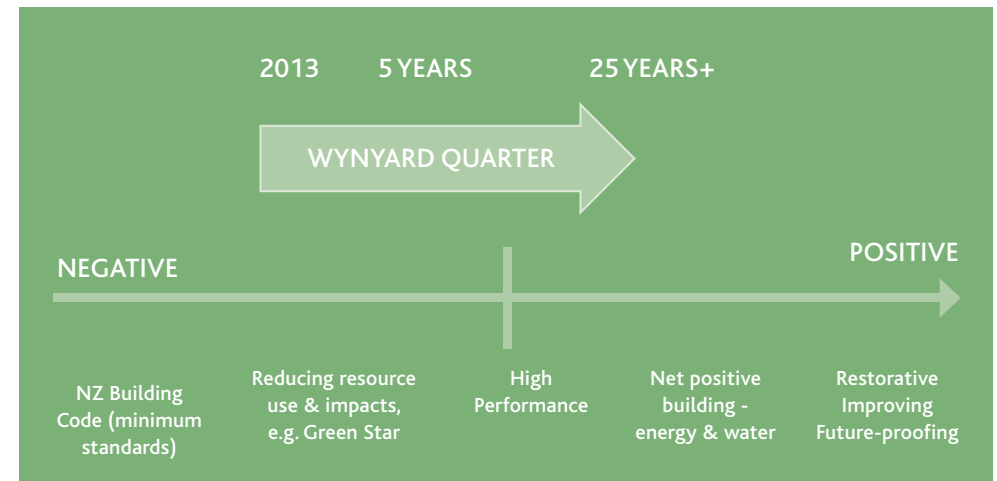 2013 5 YEARS 25 YEARS+
WYNYARD QUARTER
NEGATIVE
POSITIVE
NZ Building
Code (minimum
standards)
Reducing resource
use & impacts,
e.g. Green Star
High
Performance
Net positive
building -
energy & water
Restorative
Improving
Future-proofing